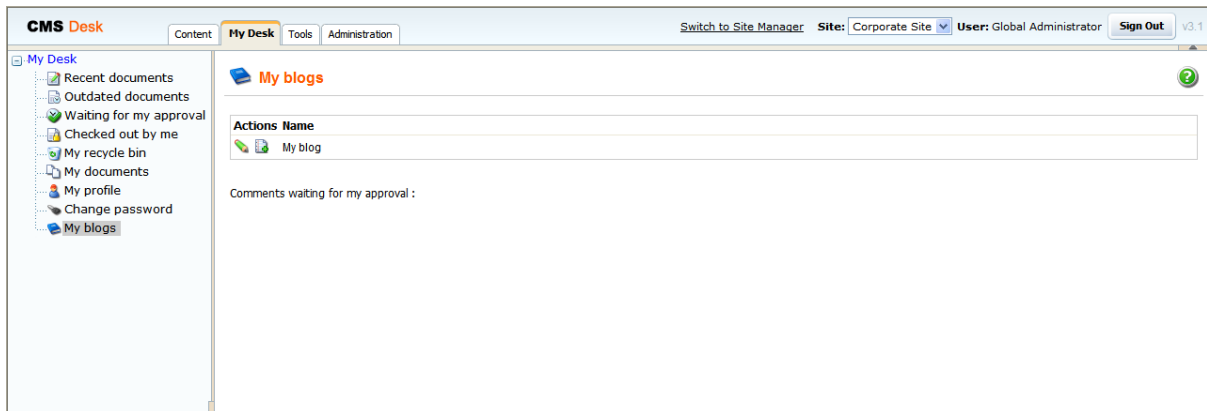 CMS Desk
Content My Desk Tools Administration
Switch to Site Manager Site: Corporate Site User: Global Administrator Sign Out v3.1
My Desk
Recent documents
Outdated documents
Waiting for my approval
Checked out by me
My recycle bin
My documents
My profile
Change password
My blogs
My blogs
Actions Name
My blog
Comments waiting for my approval :